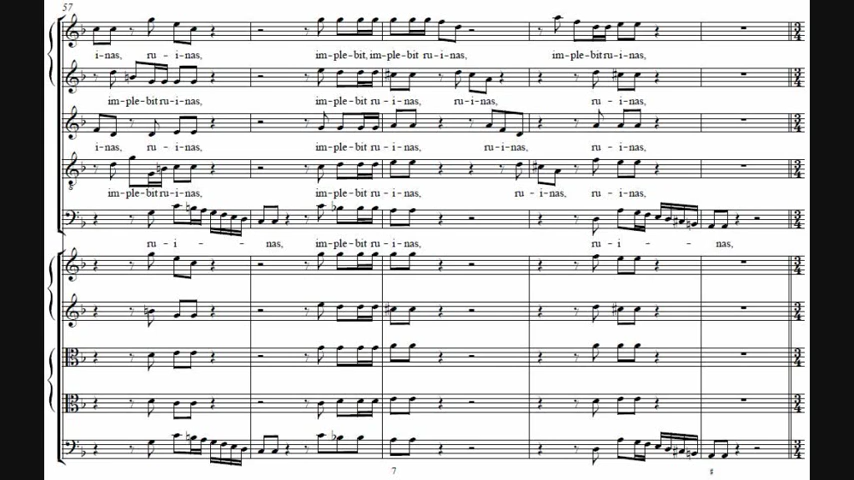 57
i-nas, ru-i-nas, im-ple-bit, im-ple-bit ru-i-nas, im-ple-bit ru-i-nas,
im-ple-bit ru-i-nas, im-ple-bit ru-i-nas, ru-i-nas, ru-i-nas,
i-nas, ru-i-nas, im-ple-bit ru-i-nas, ru-i-nas, ru-i-nas,
im-ple-bit ru-i-nas, im-ple-bit ru-i-nas, ru-i-nas, ru-i-nas,
ru-i-nas, im-ple-bit ru-i-nas, ru-i-nas,
7 #